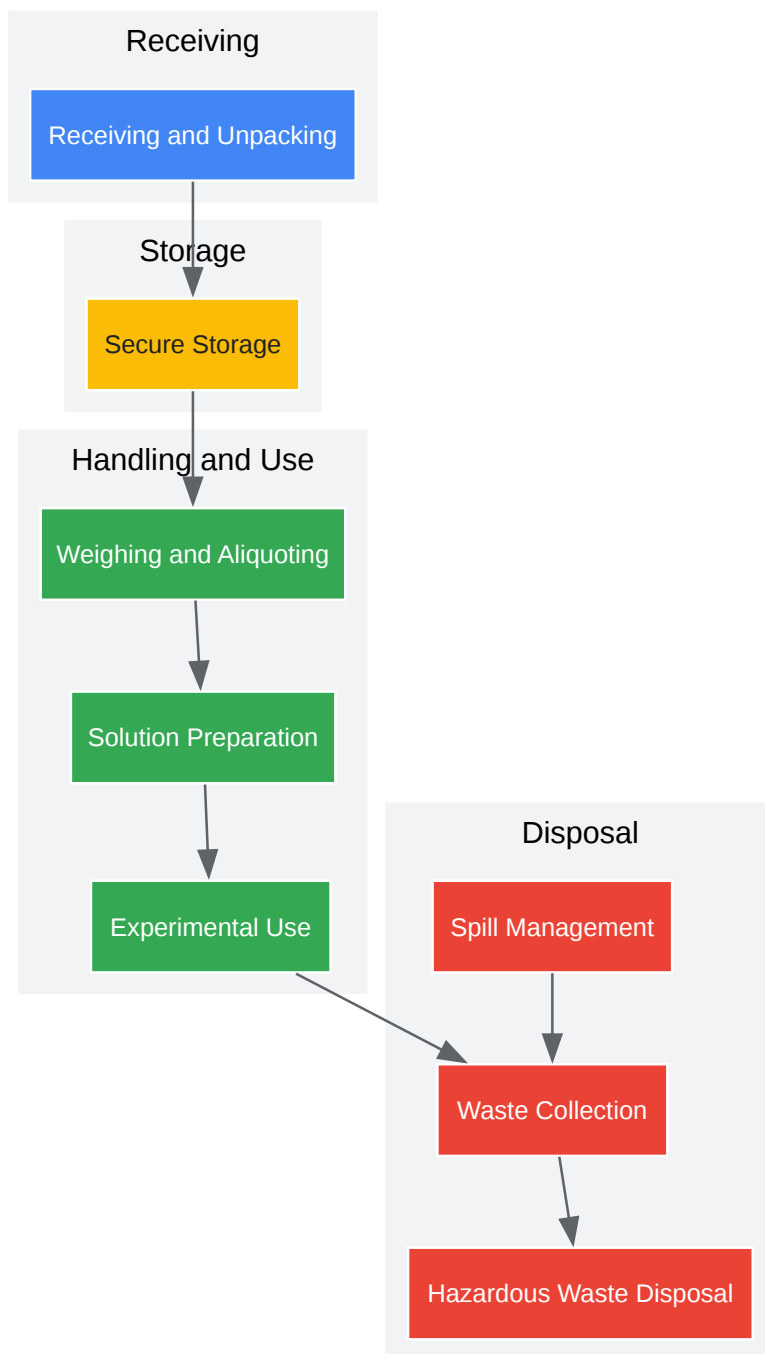 Receiving
Receiving and Unpacking
Storage
Secure Storage
Handling and Use
Weighing and Aliquoting
Solution Preparation
Experimental Use
Disposal
Spill Management
Waste Collection
Hazardous Waste Disposal